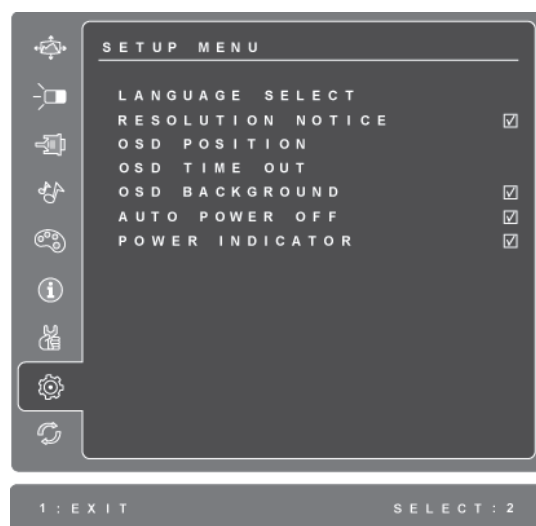 SETUP MENU
LANGUAGE SELECT
RESOLUTION NOTICE
OSD POSITION
OSD TIME OUT
OSD BACKGROUND
AUTO POWER OFF
POWER INDICATOR
1:EXIT SELECT:2